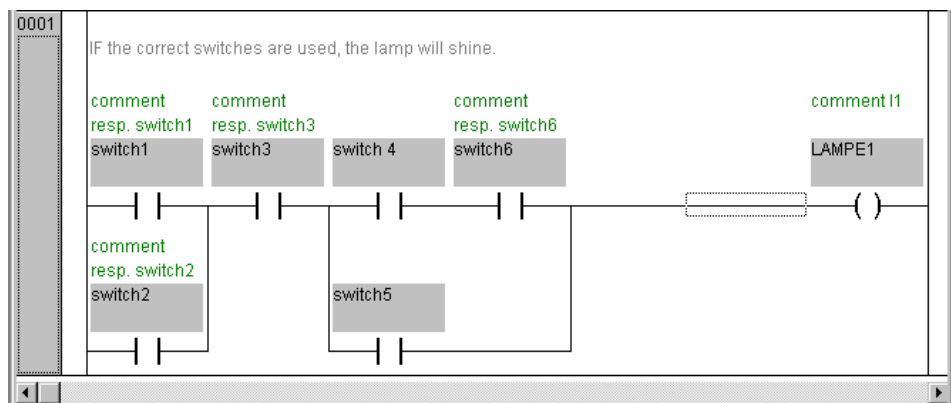 0001
IF the correct switches are used, the lamp will shine.
comment comment comment comment l1
resp. switch1 resp. switch3 resp. switch6
switch1 switch3 switch 4 switch6 LAMPE1
comment
resp. switch2
switch2 switch5